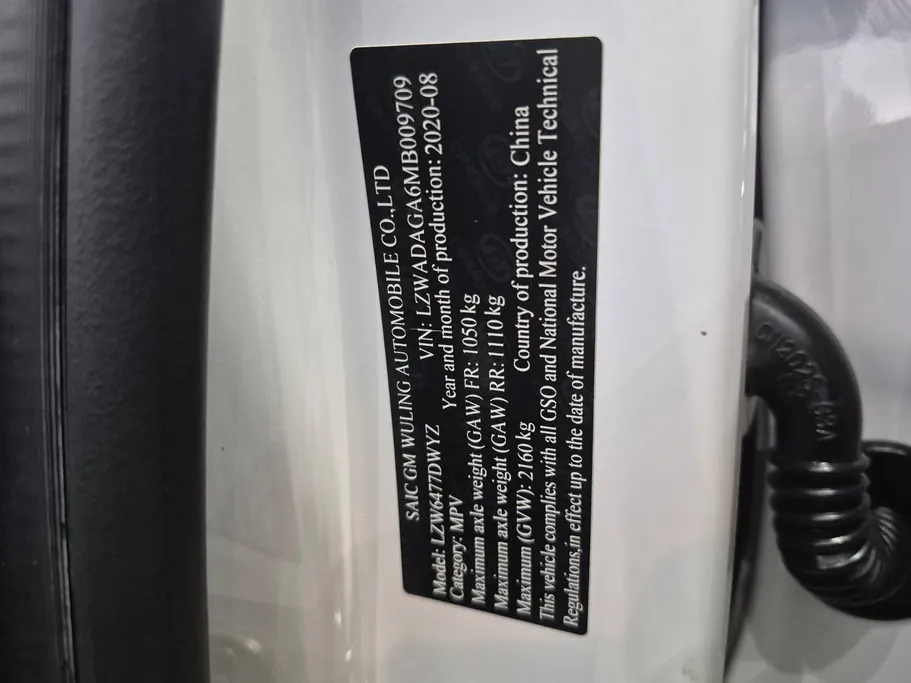 SAIC GM WULING AUTOMOBILE CO.,LTD
Model: LZW6477DWYZ VIN: LZWADAGA6MB009709
Category: MPV Year and month of production: 2020-08
Maximum axle weight (GAW) FR: 1050 kg
Maximum axle weight (GAW) RR: 1110 kg
Maximum (GVW): 2160 kg Country of production: China
This vehicle complies with all GSO and National Motor Vehicle Technical
Regulations,in effect up to the date of manufacture.